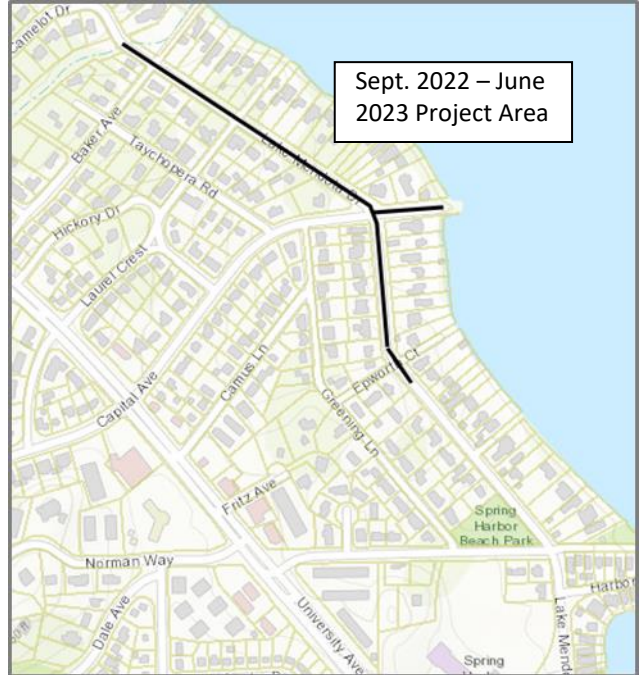 Camelot Dr
Sept. 2022 – June
2023 Project Area
Baker Ave
Lake Mendota Dr
Taychopera Rd
Hickory Dr
Laurel Crest
Camus Ln
Epworth Ct
Capital Ave
Greening Ln
Fritz Ave
Spring
Harbor
Beach Park
Norman Way
Harbor
Dale Ave
University Ave
Lake Mend
Spring